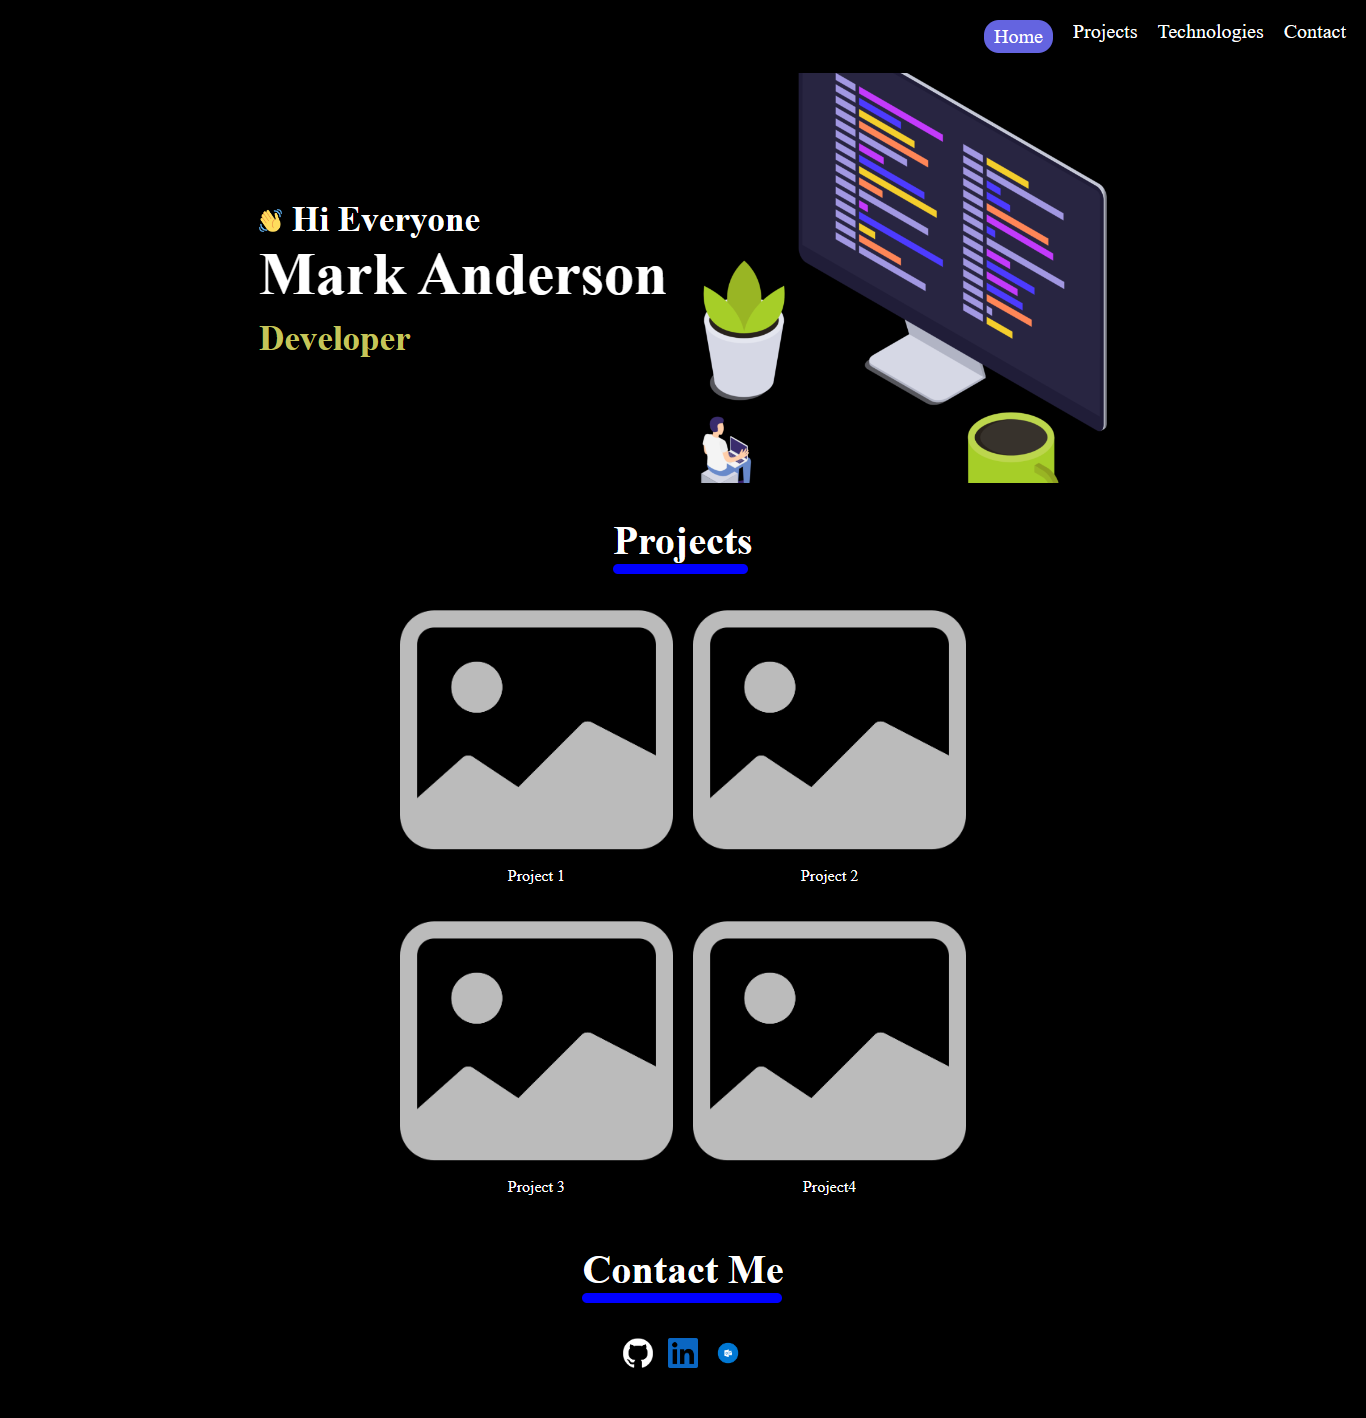 Home Projects Technologies Contact
👋 Hi Everyone
Mark Anderson
Developer
Projects
Project 1 Project 2
Project 3 Project4
Contact Me
in